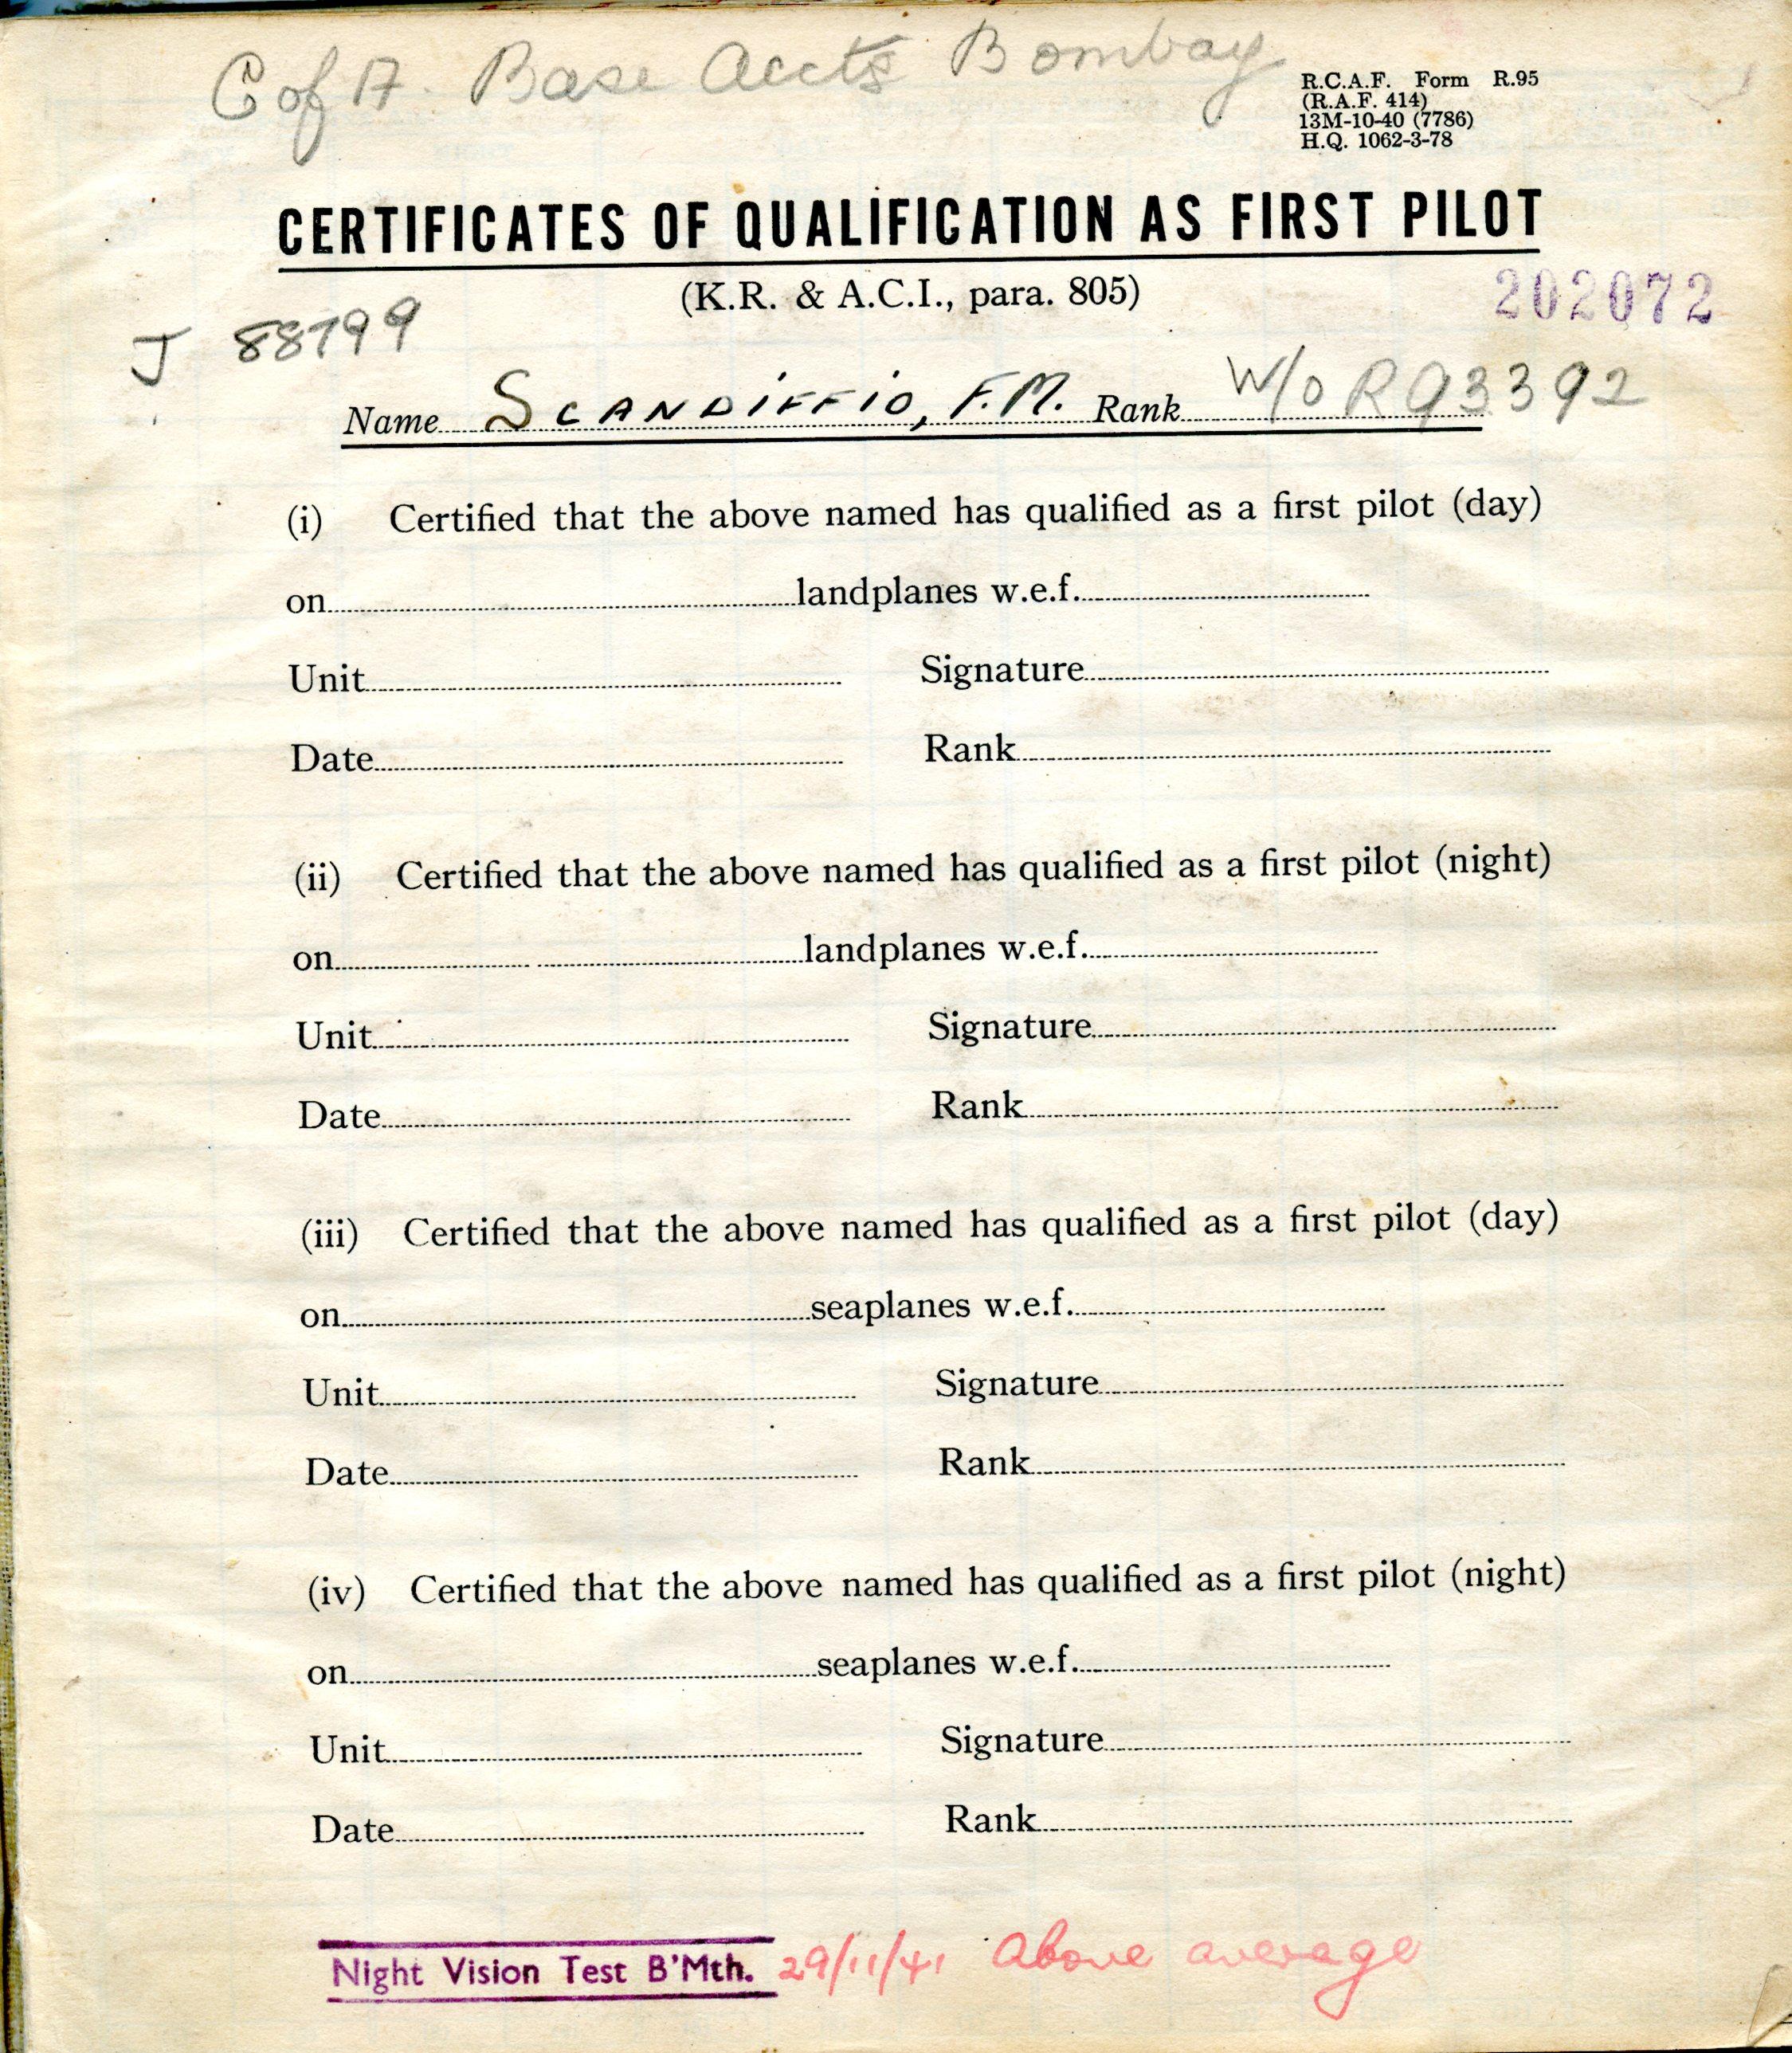 C of A. Base Accts Bombay
R.C.A.F. Form R.95
(R.A.F. 414)
13M-10-40 (7786)
H.Q. 1062-3-78
CERTIFICATES OF QUALIFICATION AS FIRST PILOT
(K.R. & A.C.I., para. 805)
202072
J 88799
Name SCANDIFFIO, F.M. Rank W/O R93392
(i) Certified that the above named has qualified as a first pilot (day)
on landplanes w.e.f.
Unit Signature
Date Rank
(ii) Certified that the above named has qualified as a first pilot (night)
on landplanes w.e.f.
Unit Signature
Date Rank
(iii) Certified that the above named has qualified as a first pilot (day)
on seaplanes w.e.f.
Unit Signature
Date Rank
(iv) Certified that the above named has qualified as a first pilot (night)
on seaplanes w.e.f.
Unit Signature
Date Rank
Night Vision Test B'Mth. 29/11/41 Above average